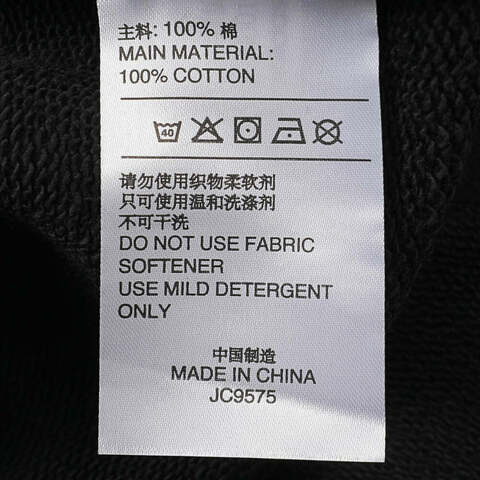 主料: 100% 棉
MAIN MATERIAL:
100% COTTON
40
请勿使用织物柔软剂
只可使用温和洗涤剂
不可干洗
DO NOT USE FABRIC
SOFTENER
USE MILD DETERGENT
ONLY
中国制造
MADE IN CHINA
JC9575